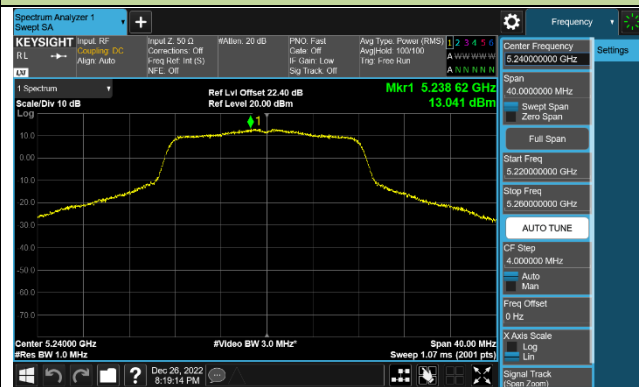 Spectrum Analyzer 1
Swept SA
Frequency
KEYSIGHT
RL
LXI
Input: RF
Coupling: DC
Align: Auto
Input Z: 50 Ω
Corrections: Off
Freq Ref: Int (S)
NFE: Off
#Atten: 20 dB
PNO: Fast
Gate: Off
IF Gain: Low
Sig Track: Off
Avg Type: Power (RMS)
Avg|Hold: 100/100
Trig: Free Run
1 2 3 4 5 6
A W W W W W
A N N N N N
1 Spectrum
Scale/Div 10 dB
Log
Ref Lvl Offset 22.40 dB
Ref Level 20.00 dBm
Mkr1 5.238 62 GHz
13.041 dBm
1
10.0
0.00
-10.0
-20.0
-30.0
-40.0
-50.0
-60.0
-70.0
Center 5.24000 GHz
#Res BW 1.0 MHz
#Video BW 3.0 MHz*
Span 40.00 MHz
Sweep 1.07 ms (2001 pts)
Dec 26, 2022
8:19:14 PM
Center Frequency
5.240000000 GHz
Settings
Span
40.0000000 MHz
Swept Span
Zero Span
Full Span
Start Freq
5.220000000 GHz
Stop Freq
5.260000000 GHz
AUTO TUNE
CF Step
4.000000 MHz
Auto
Man
Freq Offset
0 Hz
X Axis Scale
Log
Lin
Signal Track
(Span Zoom)